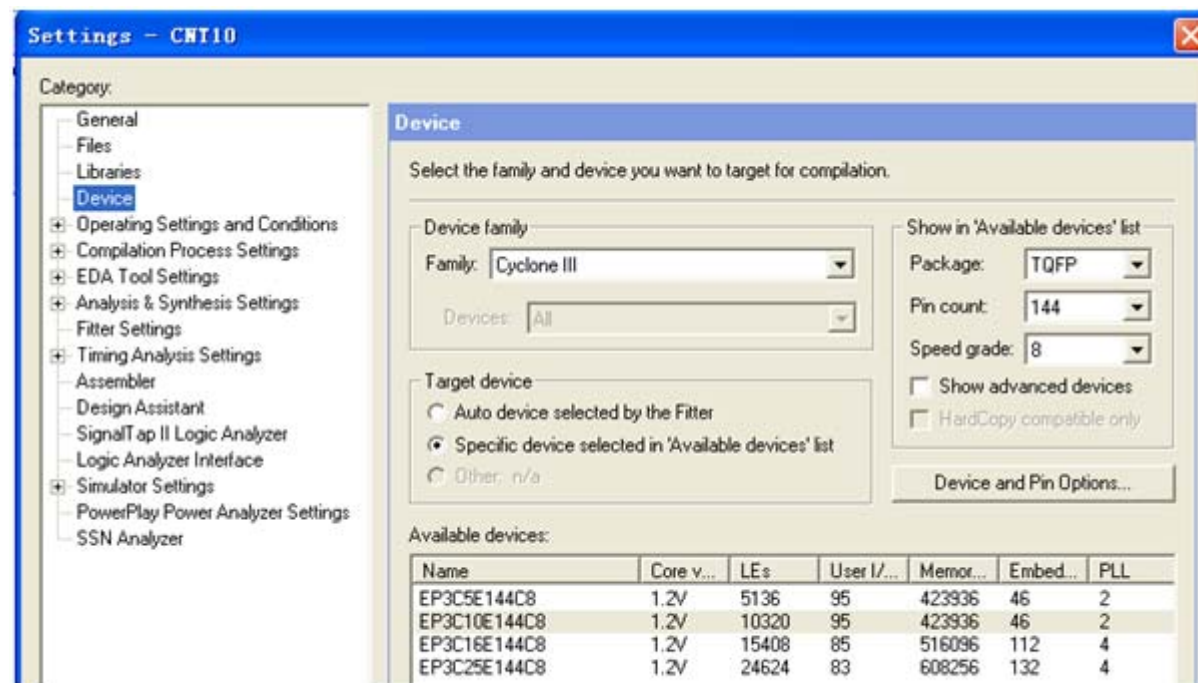 Settings - CNT10
Category:
General
Files
Libraries
Device
Operating Settings and Conditions
Compilation Process Settings
EDA Tool Settings
Analysis & Synthesis Settings
Fitter Settings
Timing Analysis Settings
Assembler
Design Assistant
SignalTap II Logic Analyzer
Logic Analyzer Interface
Simulator Settings
PowerPlay Power Analyzer Settings
SSN Analyzer
Device
Select the family and device you want to target for compilation.
Device family
Family: Cyclone III
Devices: All
Target device
Auto device selected by the Fitter
Specific device selected in 'Available devices' list
Other: n/a
Show in 'Available devices' list
Package: TQFP
Pin count: 144
Speed grade: 8
Show advanced devices
HardCopy compatible only
Device and Pin Options...
Available devices:
Name Core v... LEs User I/... Memor... Embed... PLL
EP3C5E144C8 1.2V 5136 95 423936 46 2
EP3C10E144C8 1.2V 10320 95 423936 46 2
EP3C16E144C8 1.2V 15408 85 516096 112 4
EP3C25E144C8 1.2V 24624 83 608256 132 4